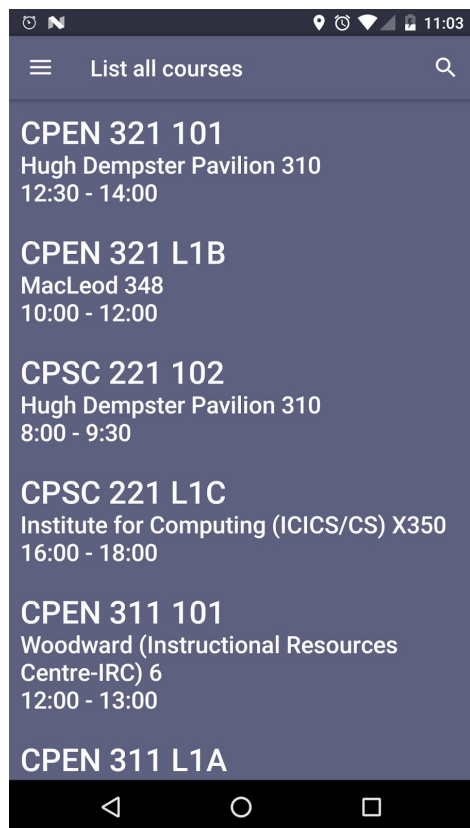 11:03
List all courses
CPEN 321 101
Hugh Dempster Pavilion 310
12:30 - 14:00
CPEN 321 L1B
MacLeod 348
10:00 - 12:00
CPSC 221 102
Hugh Dempster Pavilion 310
8:00 - 9:30
CPSC 221 L1C
Institute for Computing (ICICS/CS) X350
16:00 - 18:00
CPEN 311 101
Woodward (Instructional Resources
Centre-IRC) 6
12:00 - 13:00
CPEN 311 L1A